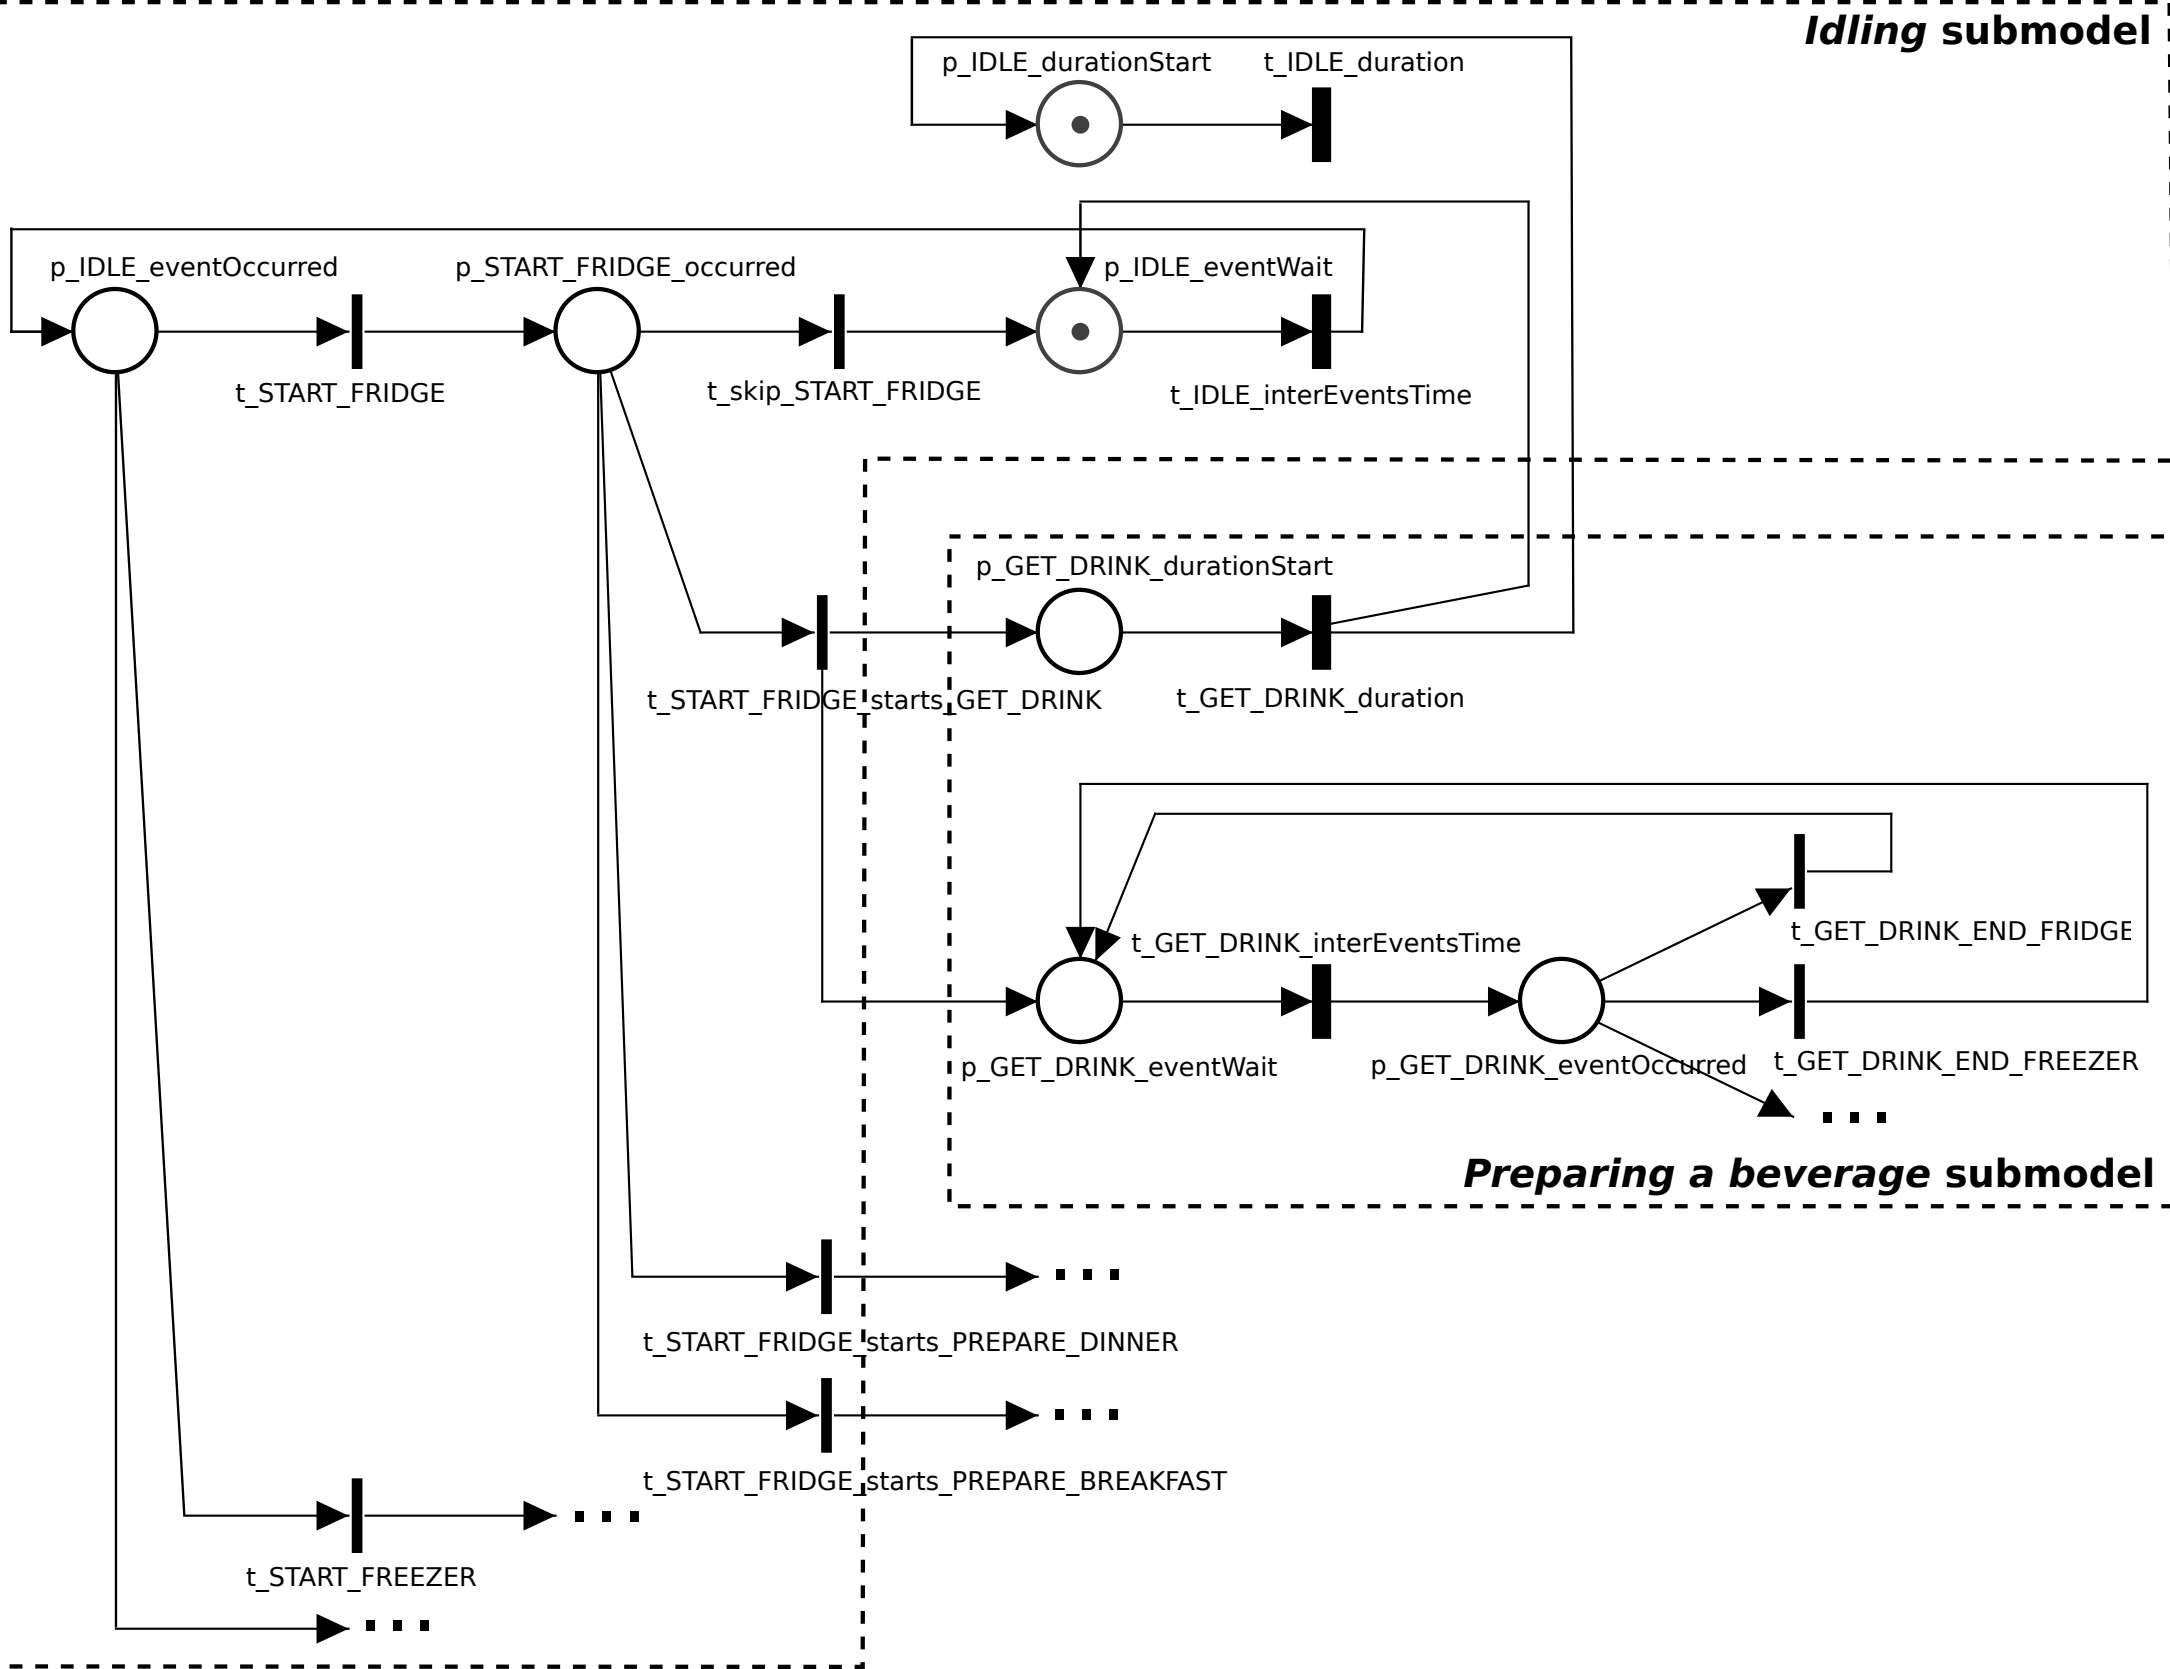 Idling submodel
p_IDLE_durationStart
t_IDLE_duration
p_IDLE_eventOccurred
p_START_FRIDGE_occurred
p_IDLE_eventWait
t_START_FRIDGE
t_skip_START_FRIDGE
t_IDLE_interEventsTime
p_GET_DRINK_durationStart
t_START_FRIDGE_starts_GET_DRINK
t_GET_DRINK_duration
t_GET_DRINK_END_FRIDGE
t_GET_DRINK_interEventsTime
p_GET_DRINK_eventWait
p_GET_DRINK_eventOccurred
t_GET_DRINK_END_FREEZER
...
Preparing a beverage submodel
...
t_START_FRIDGE_starts_PREPARE_DINNER
...
t_START_FRIDGE_starts_PREPARE_BREAKFAST
...
t_START_FREEZER
...